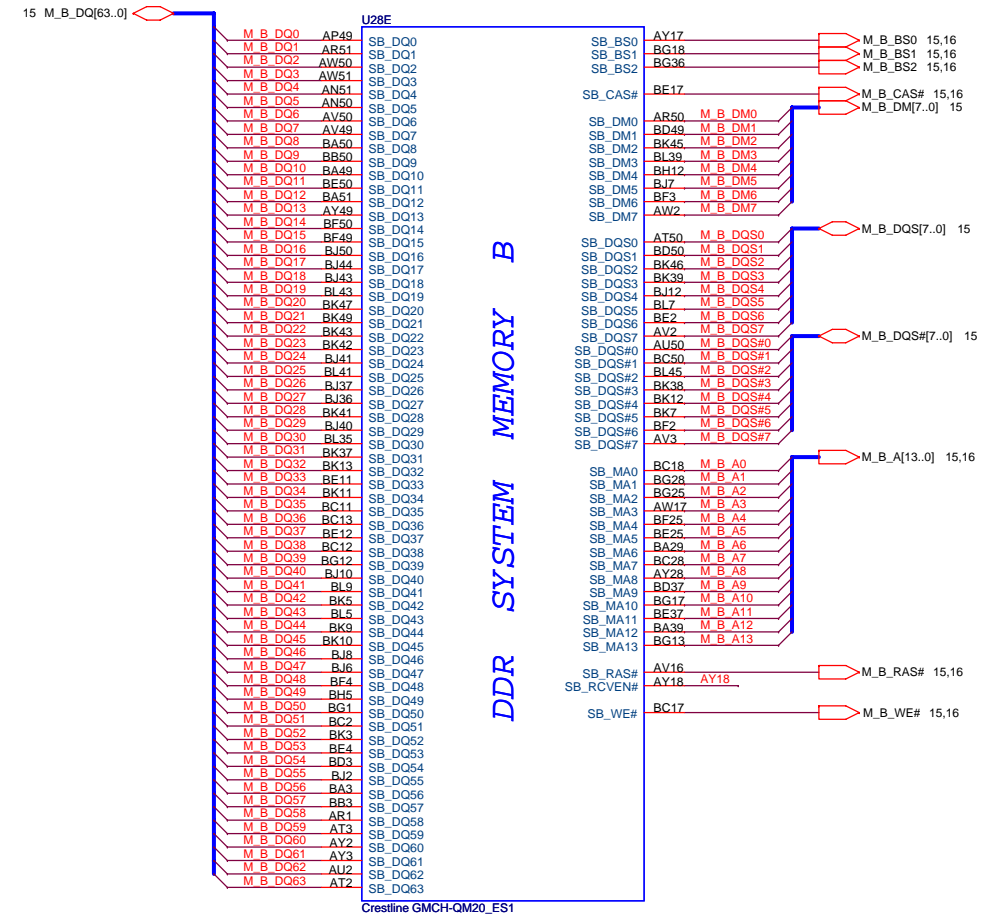 15 M_B_DQ[63..0]
U28E
M_B_DQ0 AP49 SB_DQ0
M_B_DQ1 AR51 SB_DQ1
M_B_DQ2 AW50 SB_DQ2
M_B_DQ3 AW51 SB_DQ3
M_B_DQ4 AN51 SB_DQ4
M_B_DQ5 AN50 SB_DQ5
M_B_DQ6 AV50 SB_DQ6
M_B_DQ7 AV49 SB_DQ7
M_B_DQ8 BA50 SB_DQ8
M_B_DQ9 BB50 SB_DQ9
M_B_DQ10 BA49 SB_DQ10
M_B_DQ11 BE50 SB_DQ11
M_B_DQ12 BA51 SB_DQ12
M_B_DQ13 AY49 SB_DQ13
M_B_DQ14 BF50 SB_DQ14
M_B_DQ15 BF49 SB_DQ15
M_B_DQ16 BJ50 SB_DQ16
M_B_DQ17 BJ44 SB_DQ17
M_B_DQ18 BJ43 SB_DQ18
M_B_DQ19 BL43 SB_DQ19
M_B_DQ20 BK47 SB_DQ20
M_B_DQ21 BK49 SB_DQ21
M_B_DQ22 BK43 SB_DQ22
M_B_DQ23 BK42 SB_DQ23
M_B_DQ24 BJ41 SB_DQ24
M_B_DQ25 BL41 SB_DQ25
M_B_DQ26 BJ37 SB_DQ26
M_B_DQ27 BJ36 SB_DQ27
M_B_DQ28 BK41 SB_DQ28
M_B_DQ29 BJ40 SB_DQ29
M_B_DQ30 BL35 SB_DQ30
M_B_DQ31 BK37 SB_DQ31
M_B_DQ32 BK13 SB_DQ32
M_B_DQ33 BE11 SB_DQ33
M_B_DQ34 BK11 SB_DQ34
M_B_DQ35 BC11 SB_DQ35
M_B_DQ36 BC13 SB_DQ36
M_B_DQ37 BE12 SB_DQ37
M_B_DQ38 BC12 SB_DQ38
M_B_DQ39 BG12 SB_DQ39
M_B_DQ40 BJ10 SB_DQ40
M_B_DQ41 BL9 SB_DQ41
M_B_DQ42 BK5 SB_DQ42
M_B_DQ43 BL5 SB_DQ43
M_B_DQ44 BK9 SB_DQ44
M_B_DQ45 BK10 SB_DQ45
M_B_DQ46 BJ8 SB_DQ46
M_B_DQ47 BJ6 SB_DQ47
M_B_DQ48 BF4 SB_DQ48
M_B_DQ49 BH5 SB_DQ49
M_B_DQ50 BG1 SB_DQ50
M_B_DQ51 BC2 SB_DQ51
M_B_DQ52 BK3 SB_DQ52
M_B_DQ53 BE4 SB_DQ53
M_B_DQ54 BD3 SB_DQ54
M_B_DQ55 BJ2 SB_DQ55
M_B_DQ56 BA3 SB_DQ56
M_B_DQ57 BB3 SB_DQ57
M_B_DQ58 AR1 SB_DQ58
M_B_DQ59 AT3 SB_DQ59
M_B_DQ60 AY2 SB_DQ60
M_B_DQ61 AY3 SB_DQ61
M_B_DQ62 AU2 SB_DQ62
M_B_DQ63 AT2 SB_DQ63
DDR SYSTEM MEMORY B
SB_BS0 AY17 M_B_BS0 15,16
SB_BS1 BG18 M_B_BS1 15,16
SB_BS2 BG36 M_B_BS2 15,16
SB_CAS# BE17 M_B_CAS# 15,16
M_B_DM[7..0] 15
SB_DM0 AR50 M_B_DM0
SB_DM1 BD49 M_B_DM1
SB_DM2 BK45 M_B_DM2
SB_DM3 BL39 M_B_DM3
SB_DM4 BH12 M_B_DM4
SB_DM5 BJ7 M_B_DM5
SB_DM6 BF3 M_B_DM6
SB_DM7 AW2 M_B_DM7
M_B_DQS[7..0] 15
SB_DQS0 AT50 M_B_DQS0
SB_DQS1 BD50 M_B_DQS1
SB_DQS2 BK46 M_B_DQS2
SB_DQS3 BK39 M_B_DQS3
SB_DQS4 BJ12 M_B_DQS4
SB_DQS5 BL7 M_B_DQS5
SB_DQS6 BE2 M_B_DQS6
SB_DQS7 AV2 M_B_DQS7
M_B_DQS#[7..0] 15
SB_DQS#0 AU50 M_B_DQS#0
SB_DQS#1 BC50 M_B_DQS#1
SB_DQS#2 BL45 M_B_DQS#2
SB_DQS#3 BK38 M_B_DQS#3
SB_DQS#4 BK12 M_B_DQS#4
SB_DQS#5 BK7 M_B_DQS#5
SB_DQS#6 BF2 M_B_DQS#6
SB_DQS#7 AV3 M_B_DQS#7
M_B_A[13..0] 15,16
SB_MA0 BC18 M_B_A0
SB_MA1 BG28 M_B_A1
SB_MA2 BG25 M_B_A2
SB_MA3 AW17 M_B_A3
SB_MA4 BF25 M_B_A4
SB_MA5 BE25 M_B_A5
SB_MA6 BA29 M_B_A6
SB_MA7 BC28 M_B_A7
SB_MA8 AY28 M_B_A8
SB_MA9 BD37 M_B_A9
SB_MA10 BG17 M_B_A10
SB_MA11 BE37 M_B_A11
SB_MA12 BA39 M_B_A12
SB_MA13 BG13 M_B_A13
SB_RAS# AV16 M_B_RAS# 15,16
SB_RCVEN# AY18 AY18
SB_WE# BC17 M_B_WE# 15,16
Crestline GMCH-QM20_ES1